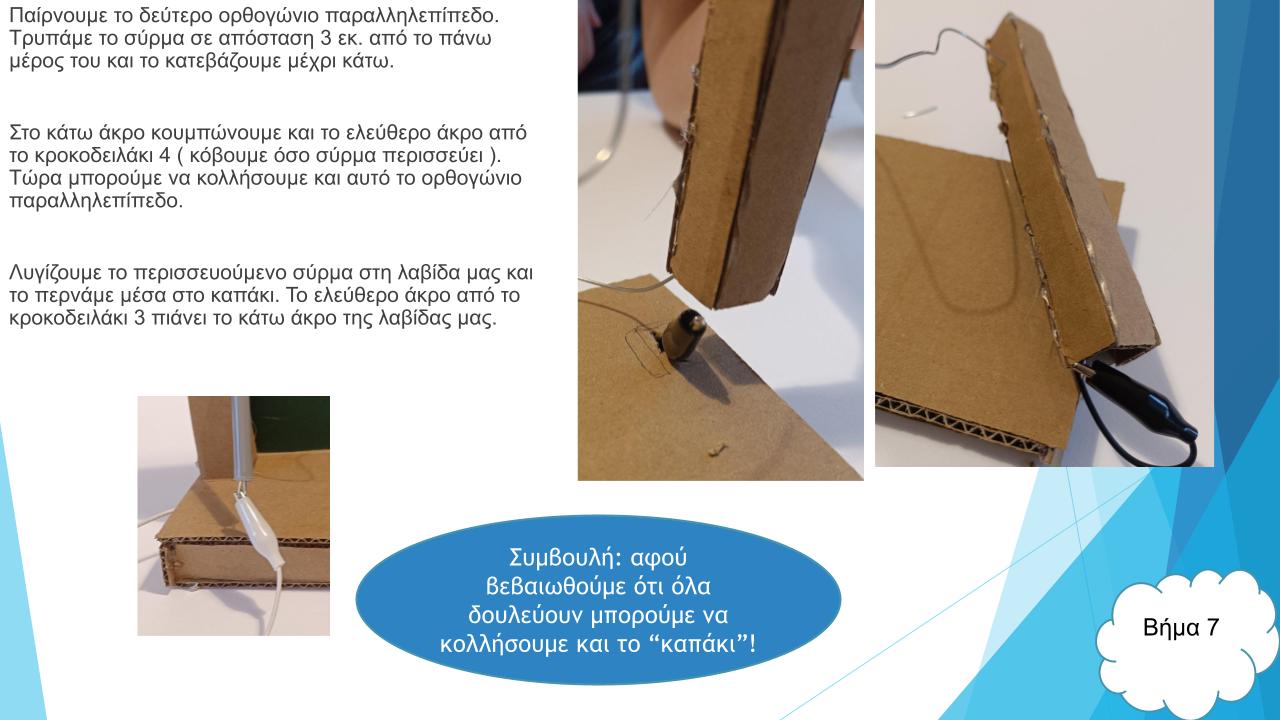 Παίρνουμε το δεύτερο ορθογώνιο παραλληλεπίπεδο.
Τρυπάμε το σύρμα σε απόσταση 3 εκ. από το πάνω
μέρος του και το κατεβάζουμε μέχρι κάτω.
Στο κάτω άκρο κουμπώνουμε και το ελεύθερο άκρο από
το κροκοδειλάκι 4 ( κόβουμε όσο σύρμα περισσεύει ).
Τώρα μπορούμε να κολλήσουμε και αυτό το ορθογώνιο
παραλληλεπίπεδο.
Λυγίζουμε το περισσευούμενο σύρμα στη λαβίδα μας και
το περνάμε μέσα στο καπάκι. Το ελεύθερο άκρο από το
κροκοδειλάκι 3 πιάνει το κάτω άκρο της λαβίδας μας.
Συμβουλή: αφού
βεβαιωθούμε ότι όλα
δουλεύουν μπορούμε να
κολλήσουμε και το “καπάκι”!
Βήμα 7